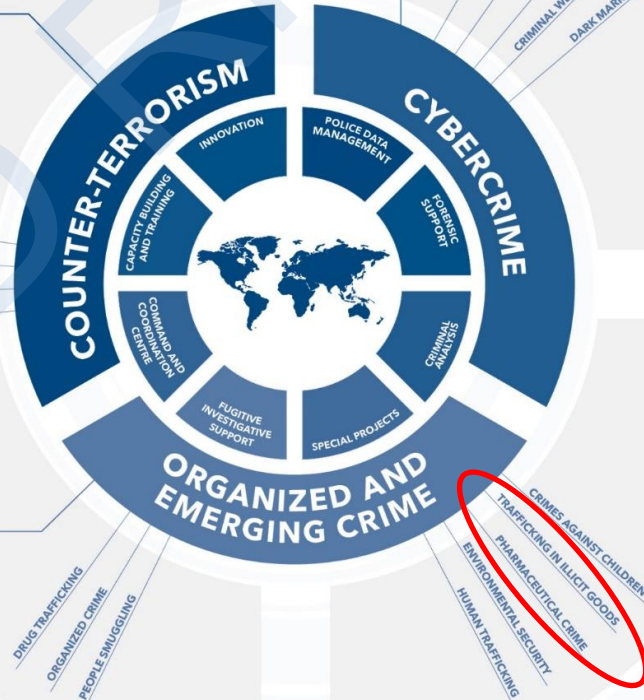 CRIMINAL
DARK
COUNTER-TERRORISM
CYBERCRIME
INNOVATION
POLICE DATA
MANAGEMENT
CAPACITY BUILDING
AND TRAINING
FORENSIC
SUPPORT
COMMAND AND
COORDINATION
CENTRE
CRIMINAL
ANALYSIS
FUGITIVE
INVESTIGATIVE
SUPPORT
SPECIAL PROJECTS
ORGANIZED AND
EMERGING CRIME
DRUG TRAFFICKING
ORGANIZED CRIME
PEOPLE SMUGGLING
CRIMES AGAINST CHILDREN
TRAFFICKING IN ILLICIT GOODS
PHARMACEUTICAL CRIME
ENVIRONMENTAL SECURITY
HUMAN TRAFFICKING